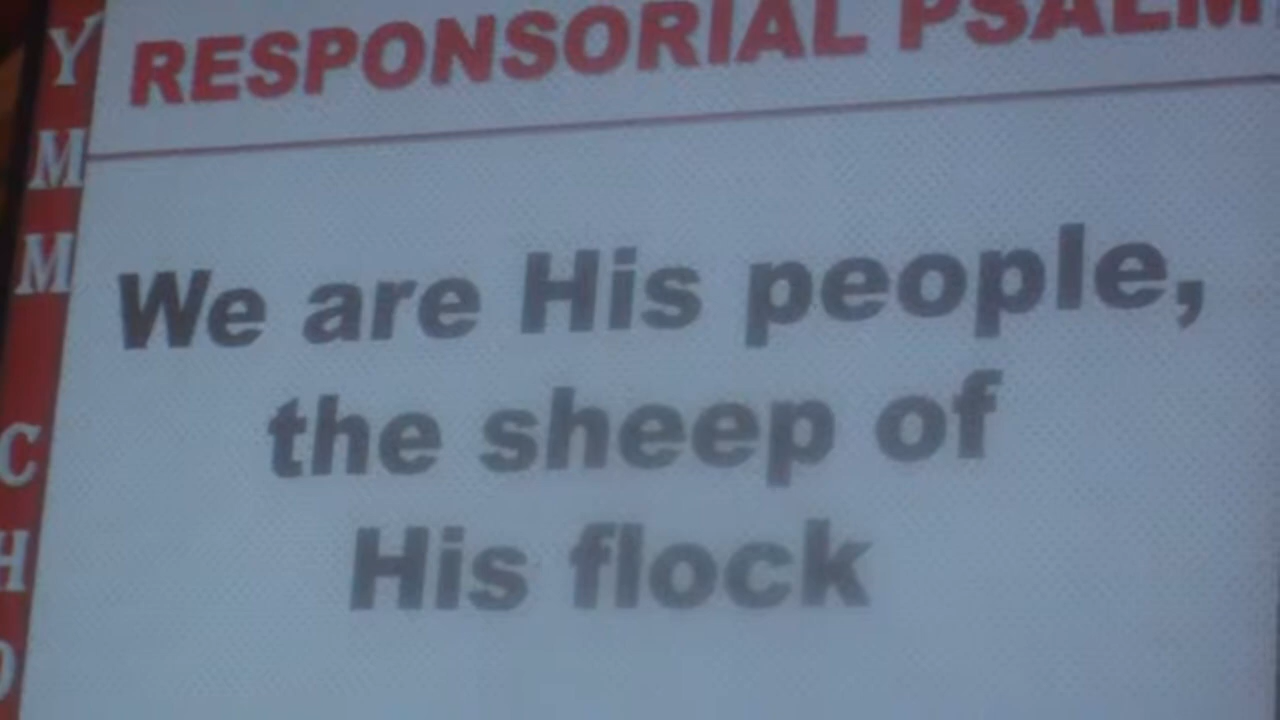 RESPONSORIAL PSALM
We are His people,
the sheep of
His flock
Y
M
M
C
H
O